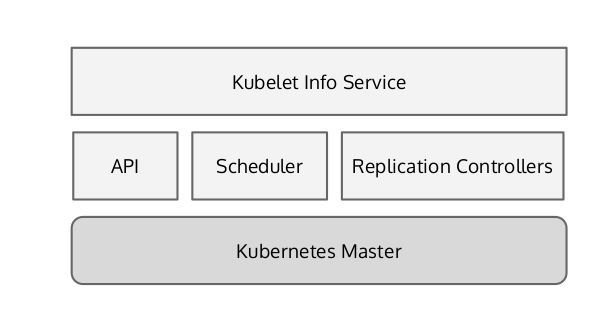 Kubelet Info Service
API
Scheduler
Replication Controllers
Kubernetes Master